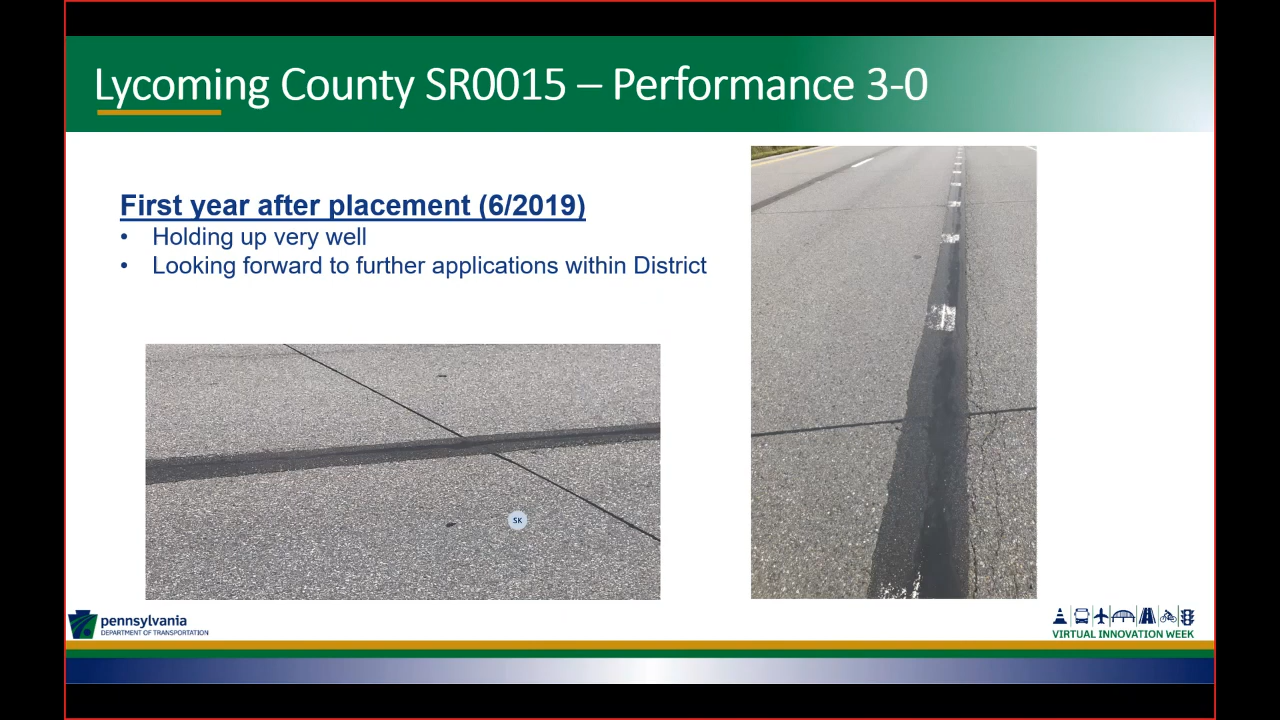 Lycoming County SR0015 – Performance 3-0
First year after placement (6/2019)
• Holding up very well
• Looking forward to further applications within District
SK
pennsylvania
DEPARTMENT OF TRANSPORTATION
VIRTUAL INNOVATION WEEK